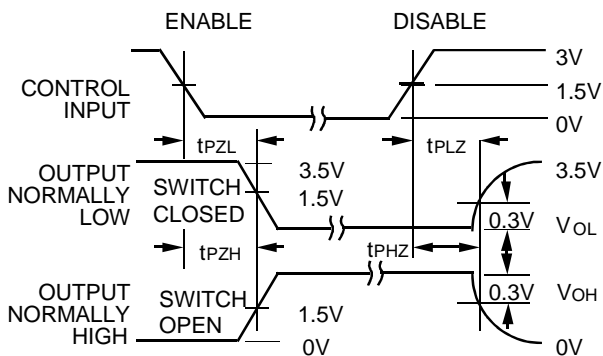 ENABLE
DISABLE
CONTROL
INPUT
3V
1.5V
0V
tPZL
tPLZ
OUTPUT
NORMALLY
LOW
SWITCH
CLOSED
3.5V
1.5V
3.5V
0.3V
VOL
tPZH
tPHZ
OUTPUT
NORMALLY
HIGH
SWITCH
OPEN
1.5V
0V
0.3V
VOH
0V